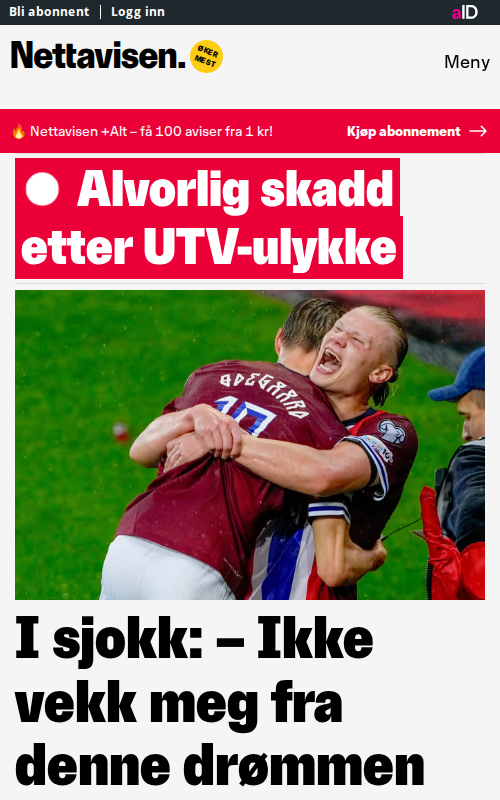 Bli abonnent | Logg inn
aID
Nettavisen.
ØKER
MEST
Meny
🔥 Nettavisen +Alt – få 100 aviser fra 1 kr!
Kjøp abonnement →
Alvorlig skadd
etter UTV-ulykke
ØDEGAARD
10
I sjokk: – Ikke
vekk meg fra
denne drømmen